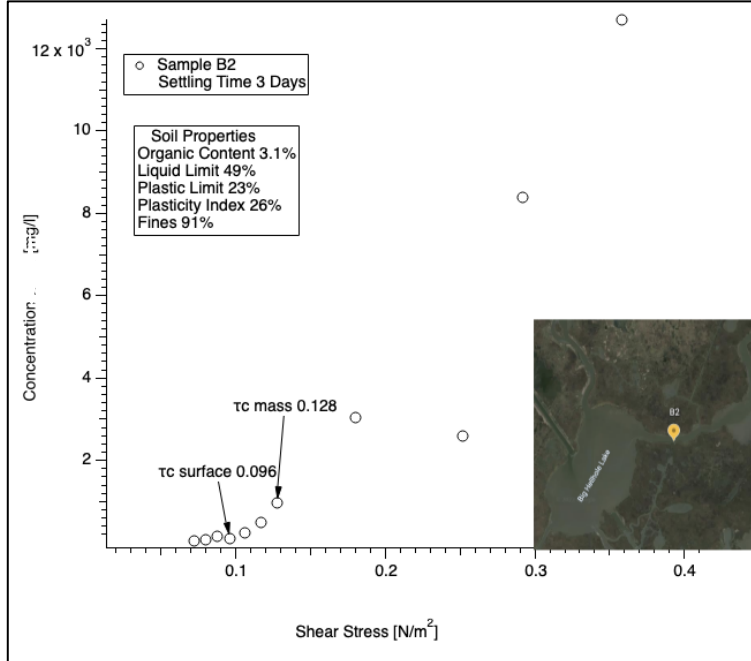 12 x 10³
10
8
6
4
2
Concentration [mg/l]
Sample B2
Settling Time 3 Days
Soil Properties
Organic Content 3.1%
Liquid Limit 49%
Plastic Limit 23%
Plasticity Index 26%
Fines 91%
τc mass 0.128
τc surface 0.096
B2
Big Hellhole Lake
0.1
0.2
0.3
0.4
Shear Stress [N/m²]